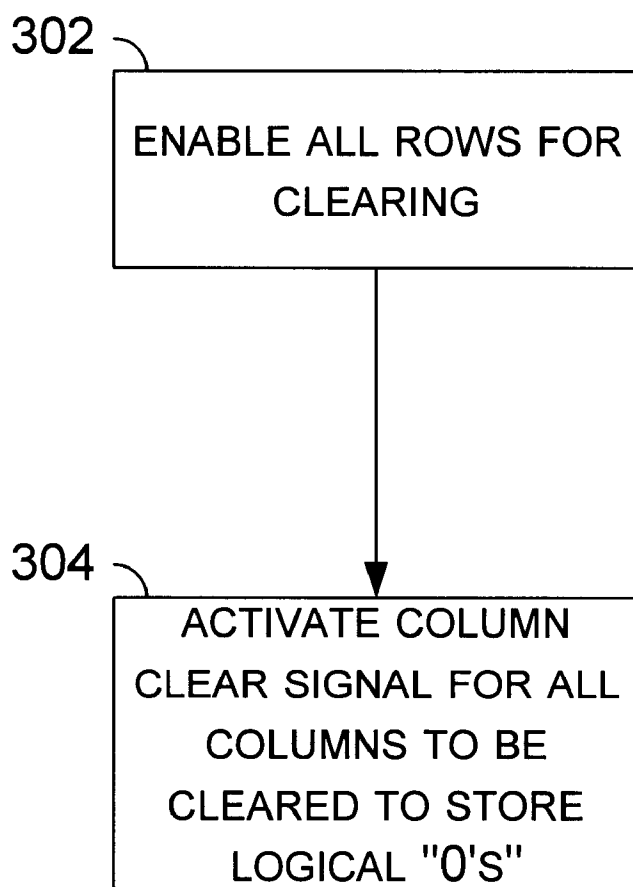 302
ENABLE ALL ROWS FOR
CLEARING
304
ACTIVATE COLUMN
CLEAR SIGNAL FOR ALL
COLUMNS TO BE
CLEARED TO STORE
LOGICAL "0'S"